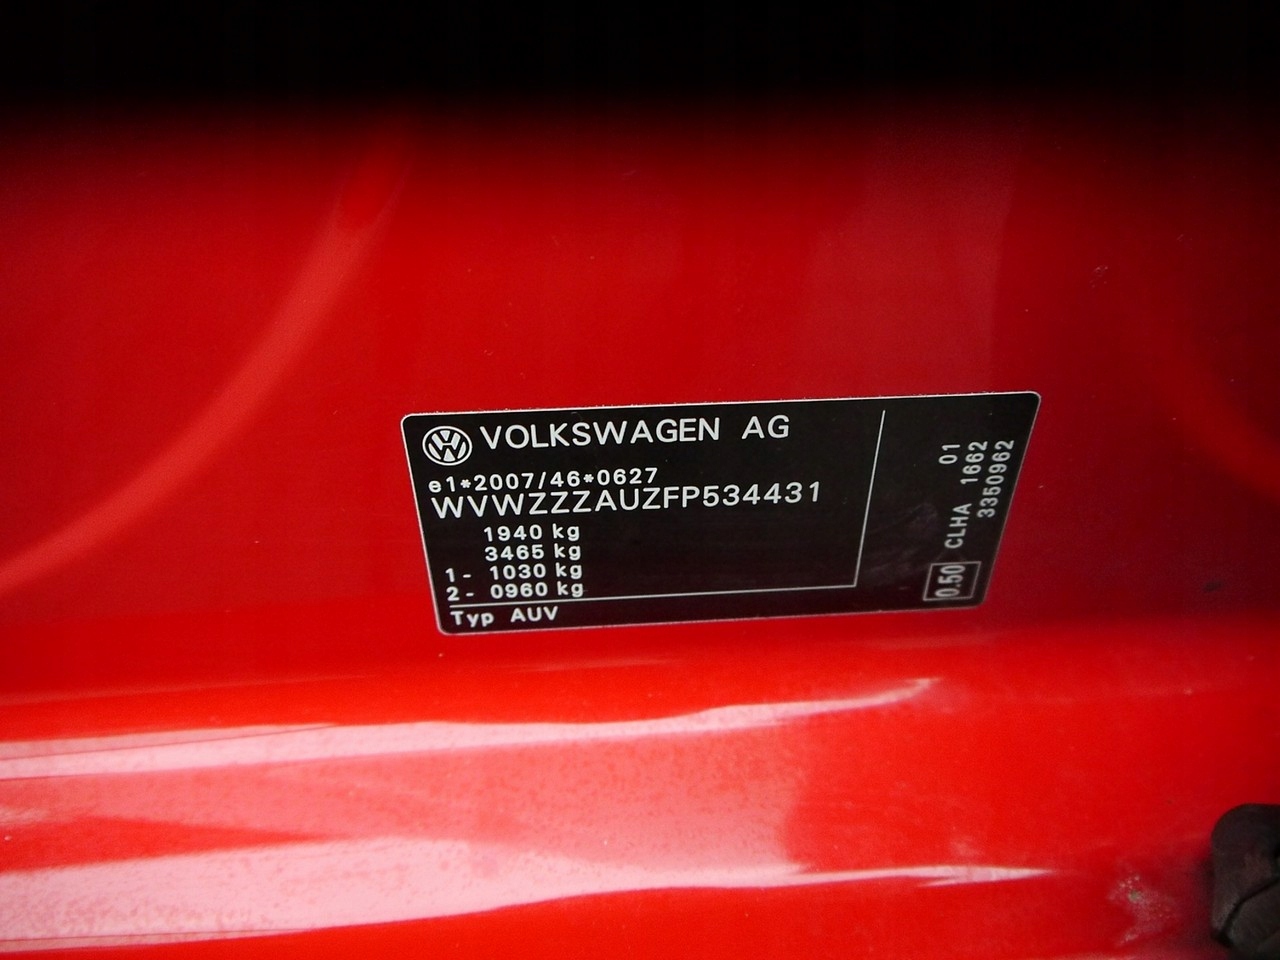 VOLKSWAGEN AG
e1*2007/46*0627
WVWZZZAUZFP534431
1940 kg
3465 kg
1- 1030 kg
2- 0960 kg
Typ AUV
01
CLHA 1662
3350962
0.50